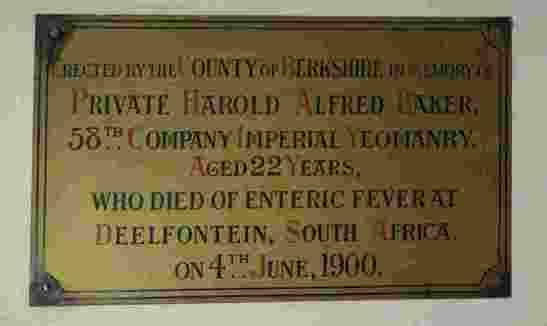 ERECTED BY THE COUNTY OF BERKSHIRE IN MEMORY OF
PRIVATE HAROLD ALFRED BAKER,
58TH COMPANY IMPERIAL YEOMANRY.
AGED 22 YEARS,
WHO DIED OF ENTERIC FEVER AT
DEELFONTEIN, SOUTH AFRICA.
ON 4TH JUNE, 1900.